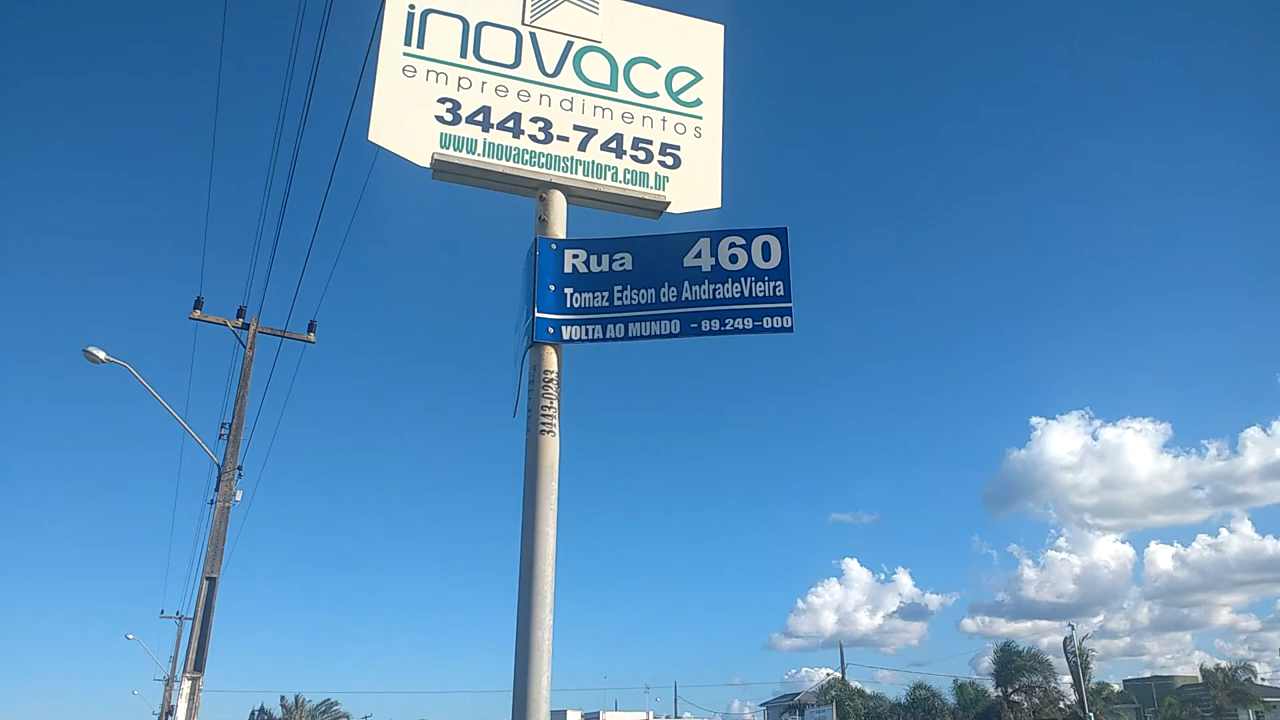 inovace
empreendimentos
3443-7455
www.inovaceconstrutora.com.br
Rua 460
Tomaz Edson de AndradeVieira
VOLTA AO MUNDO - 89.249-000
3443-0283